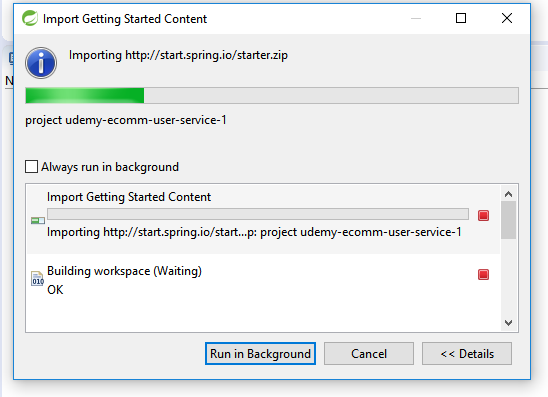 Import Getting Started Content
Importing http://start.spring.io/starter.zip
project udemy-ecomm-user-service-1
Always run in background
Import Getting Started Content
Importing http://start.spring.io/start...p: project udemy-ecomm-user-service-1
Building workspace (Waiting)
010
OK
Run in Background
Cancel
<< Details